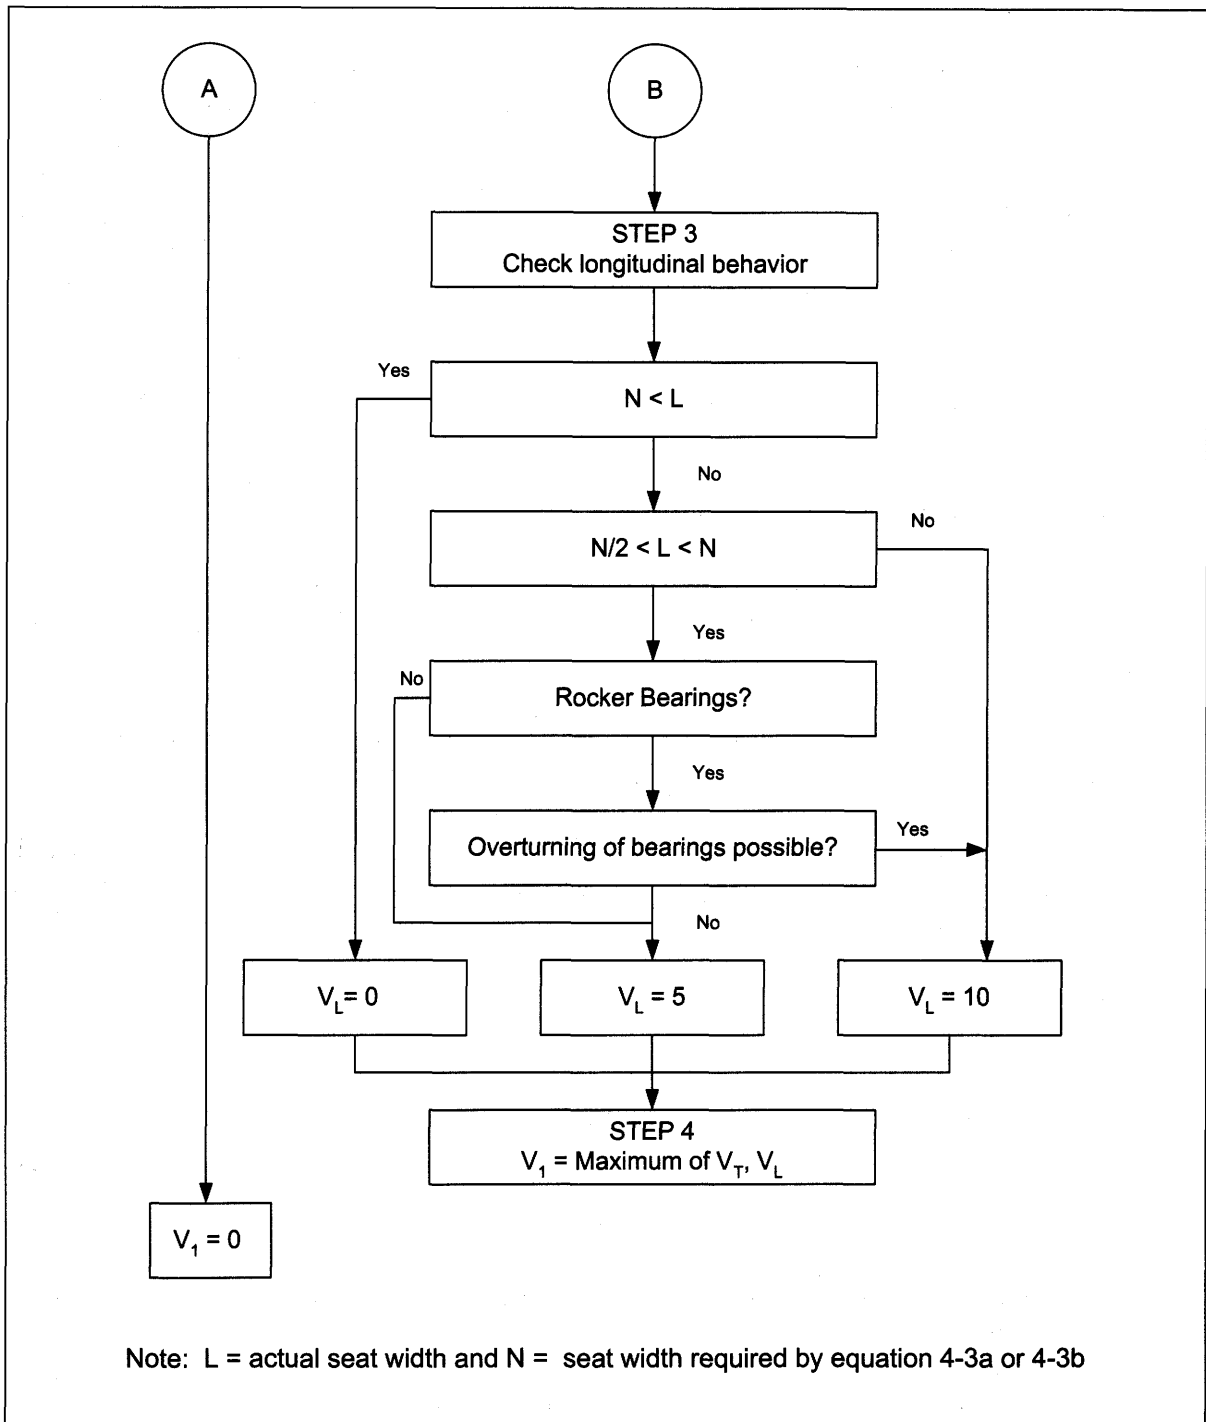 A
B
STEP 3
Check longitudinal behavior
Yes
N < L
No
No
N/2 < L < N
Yes
No
Rocker Bearings?
Yes
Overturning of bearings possible?
Yes
No
V_L= 0
V_L = 5
V_L = 10
STEP 4
V_1 = Maximum of V_T, V_L
V_1 = 0
Note: L = actual seat width and N = seat width required by equation 4-3a or 4-3b